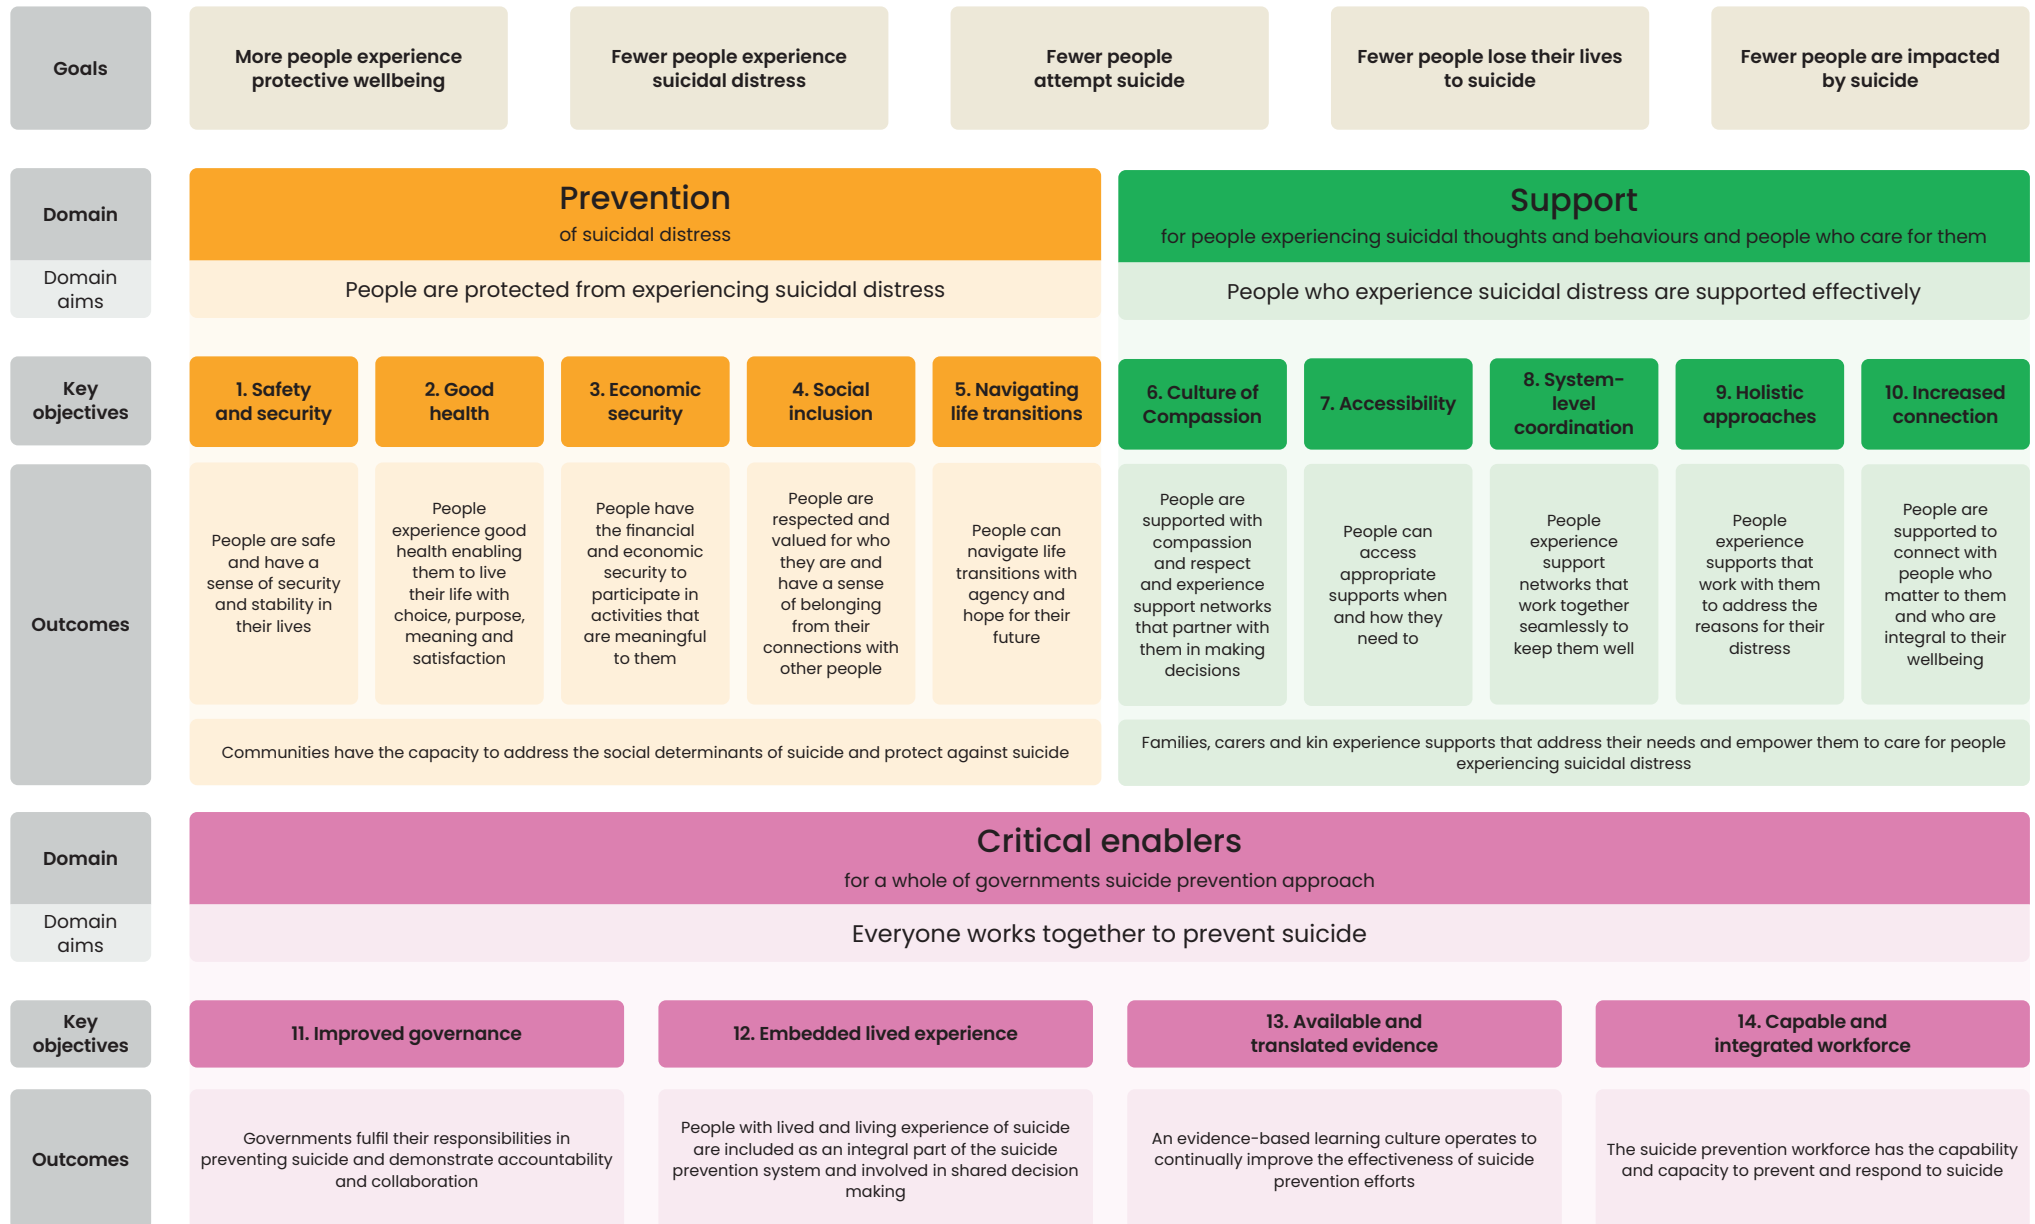 Goals
More people experience
protective wellbeing
Fewer people experience
suicidal distress
Fewer people
attempt suicide
Fewer people lose their lives
to suicide
Fewer people are impacted
by suicide
Domain
Prevention
of suicidal distress
Support
for people experiencing suicidal thoughts and behaviours and people who care for them
Domain
aims
People are protected from experiencing suicidal distress
People who experience suicidal distress are supported effectively
Key
objectives
1. Safety
and security
2. Good
health
3. Economic
security
4. Social
inclusion
5. Navigating
life transitions
6. Culture of
Compassion
7. Accessibility
8. System-
level
coordination
9. Holistic
approaches
10. Increased
connection
Outcomes
People are safe
and have a
sense of security
and stability in
their lives
People
experience good
health enabling
them to live
their life with
choice, purpose,
meaning and
satisfaction
People have
the financial
and economic
security to
participate in
activities that
are meaningful
to them
People are
respected and
valued for who
they are and
have a sense
of belonging
from their
connections with
other people
People can
navigate life
transitions with
agency and
hope for their
future
People are
supported with
compassion
and respect
and experience
support networks
that partner with
them in making
decisions
People can
access
appropriate
supports when
and how they
need to
People
experience
support
networks that
work together
seamlessly to
keep them well
People
experience
supports that
work with them
to address the
reasons for their
distress
People are
supported to
connect with
people who
matter to them
and who are
integral to their
wellbeing
Communities have the capacity to address the social determinants of suicide and protect against suicide
Families, carers and kin experience supports that address their needs and empower them to care for people
experiencing suicidal distress
Domain
Critical enablers
for a whole of governments suicide prevention approach
Domain
aims
Everyone works together to prevent suicide
Key
objectives
11. Improved governance
12. Embedded lived experience
13. Available and
translated evidence
14. Capable and
integrated workforce
Outcomes
Governments fulfil their responsibilities in
preventing suicide and demonstrate accountability
and collaboration
People with lived and living experience of suicide
are included as an integral part of the suicide
prevention system and involved in shared decision
making
An evidence-based learning culture operates to
continually improve the effectiveness of suicide
prevention efforts
The suicide prevention workforce has the capability
and capacity to prevent and respond to suicide